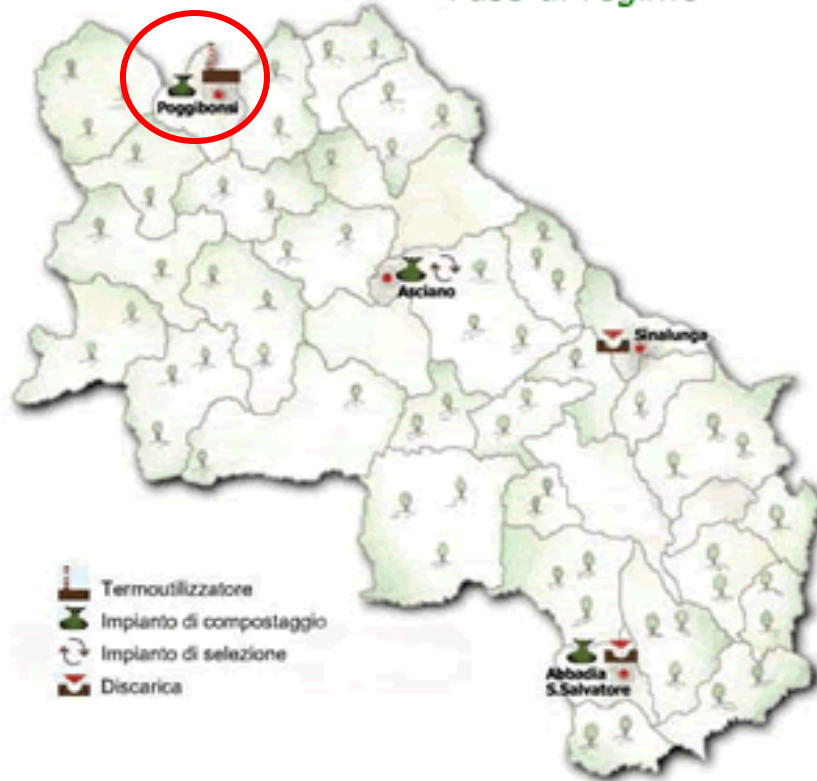 Poggibonsi
Asciano
Sinalunga
Termoutilizzatore
Impianto di compostaggio
Impianto di selezione
Discarica
Abbadia
S.Salvatore